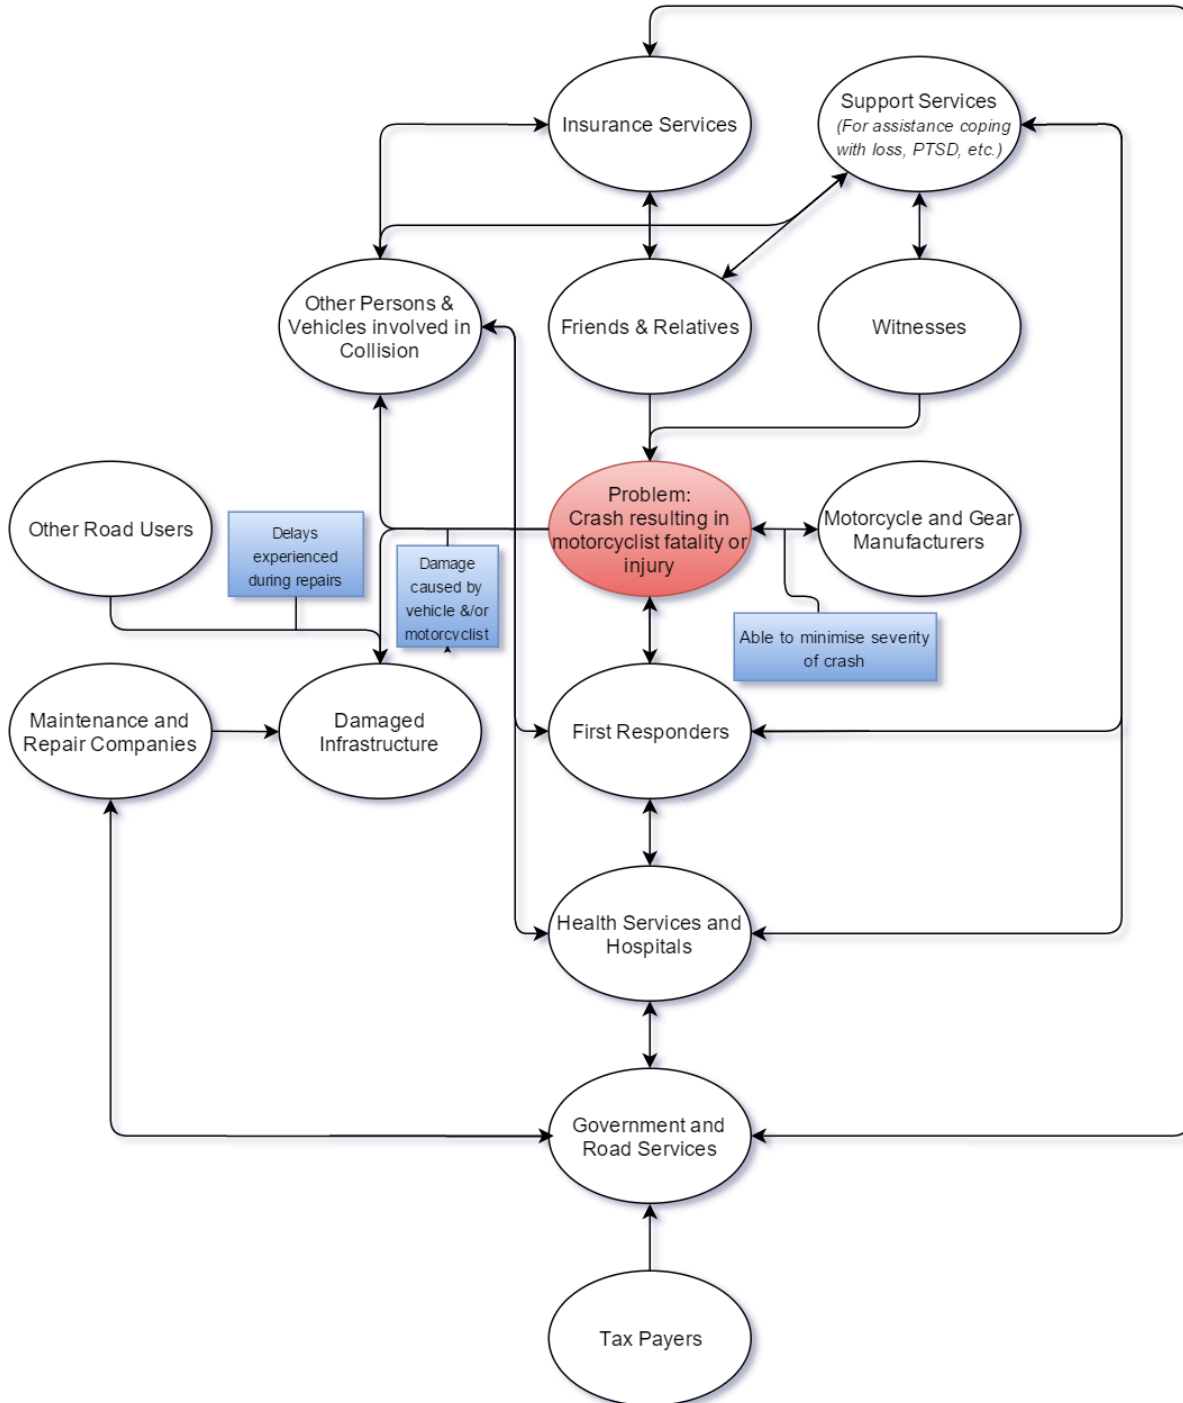 Insurance Services
Support Services
(For assistance coping
with loss, PTSD, etc.)
Other Persons &
Vehicles involved in
Collision
Friends & Relatives
Witnesses
Other Road Users
Delays
experienced
during repairs
Damage
caused by
vehicle &/or
motorcyclist
Problem:
Crash resulting in
motorcyclist fatality or
injury
Motorcycle and Gear
Manufacturers
Able to minimise severity
of crash
Maintenance and
Repair Companies
Damaged
Infrastructure
First Responders
Health Services and
Hospitals
Government and
Road Services
Tax Payers